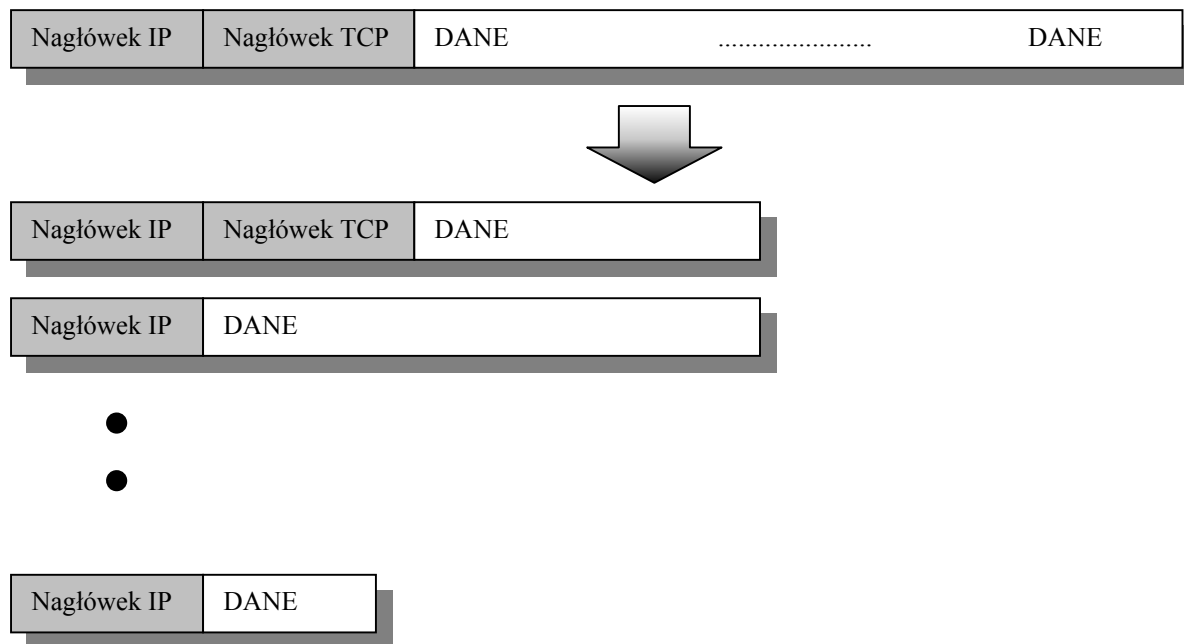 Nagłówek IP Nagłówek TCP DANE ....................... DANE
Nagłówek IP Nagłówek TCP DANE
Nagłówek IP DANE
Nagłówek IP DANE